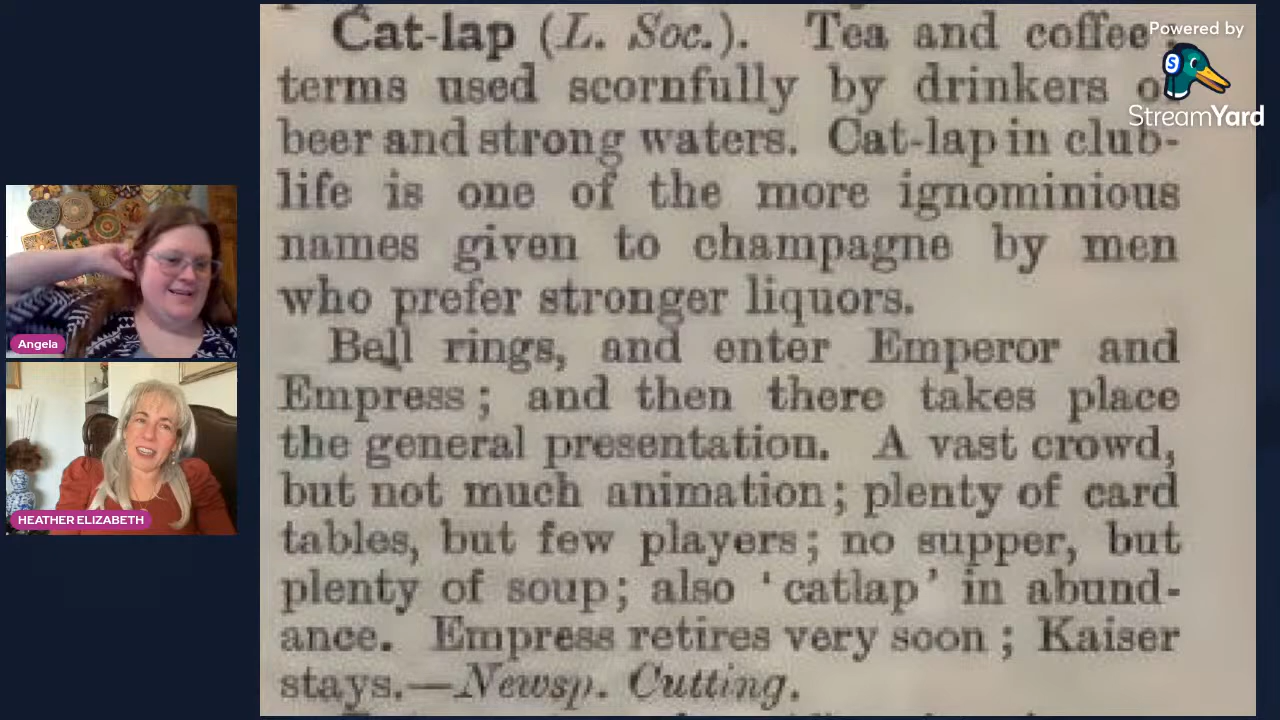 Cat-lap (L. Soc.). Tea and coffee;
terms used scornfully by drinkers of
beer and strong waters. Cat-lap in club-
life is one of the more ignominious
names given to champagne by men
who prefer stronger liquors.
Bell rings, and enter Emperor and
Empress; and then there takes place
the general presentation. A vast crowd,
but not much animation; plenty of card
tables, but few players; no supper, but
plenty of soup; also ‘catlap’ in abund-
ance. Empress retires very soon; Kaiser
stays.—Newsp. Cutting.
Powered by
StreamYard
Angela
HEATHER ELIZABETH